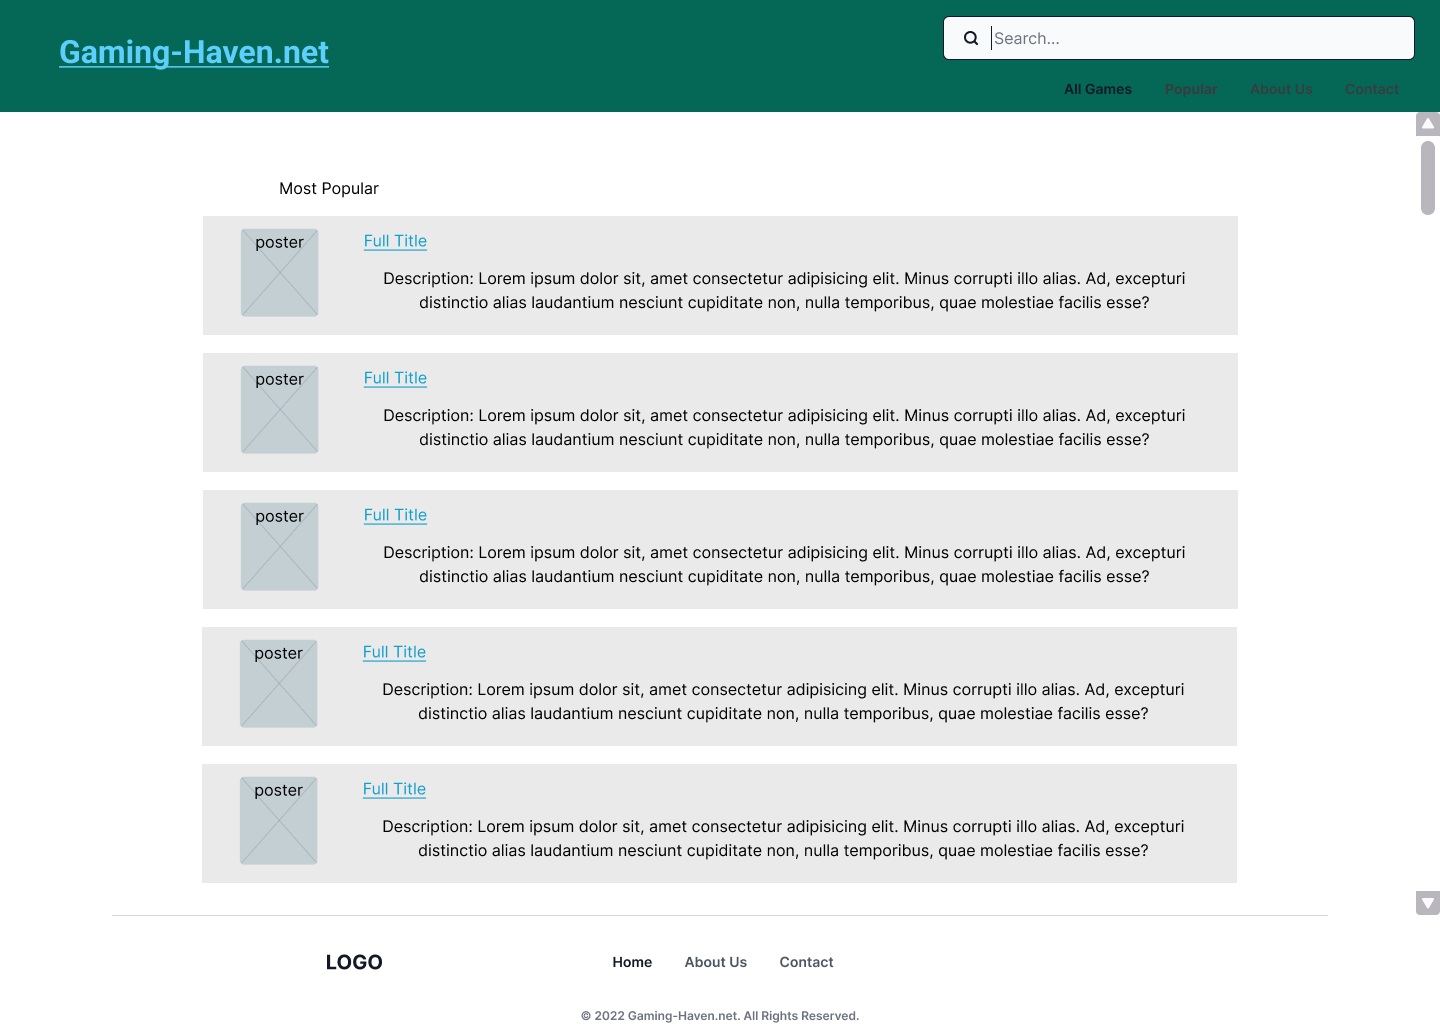 Gaming-Haven.net
Search...
All Games Popular About Us Contact
Most Popular
poster
Full Title
Description: Lorem ipsum dolor sit, amet consectetur adipisicing elit. Minus corrupti illo alias. Ad, excepturi
distinctio alias laudantium nesciunt cupiditate non, nulla temporibus, quae molestiae facilis esse?
poster
Full Title
Description: Lorem ipsum dolor sit, amet consectetur adipisicing elit. Minus corrupti illo alias. Ad, excepturi
distinctio alias laudantium nesciunt cupiditate non, nulla temporibus, quae molestiae facilis esse?
poster
Full Title
Description: Lorem ipsum dolor sit, amet consectetur adipisicing elit. Minus corrupti illo alias. Ad, excepturi
distinctio alias laudantium nesciunt cupiditate non, nulla temporibus, quae molestiae facilis esse?
poster
Full Title
Description: Lorem ipsum dolor sit, amet consectetur adipisicing elit. Minus corrupti illo alias. Ad, excepturi
distinctio alias laudantium nesciunt cupiditate non, nulla temporibus, quae molestiae facilis esse?
poster
Full Title
Description: Lorem ipsum dolor sit, amet consectetur adipisicing elit. Minus corrupti illo alias. Ad, excepturi
distinctio alias laudantium nesciunt cupiditate non, nulla temporibus, quae molestiae facilis esse?
LOGO
Home About Us Contact
© 2022 Gaming-Haven.net. All Rights Reserved.